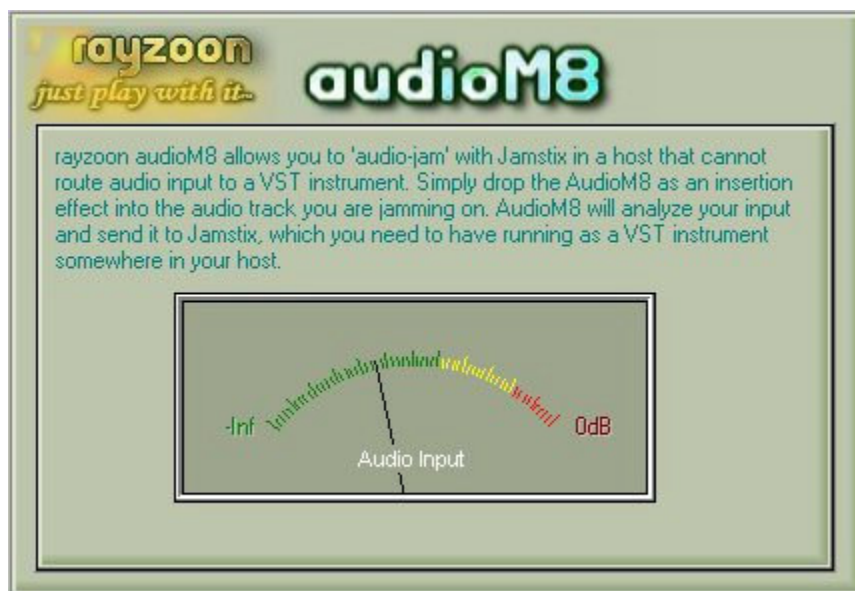 rayzoon
just play with it...
audioM8
rayzoon audioM8 allows you to 'audio-jam' with Jamstix in a host that cannot
route audio input to a VST instrument. Simply drop the AudioM8 as an insertion
effect into the audio track you are jamming on. AudioM8 will analyze your input
and send it to Jamstix, which you need to have running as a VST instrument
somewhere in your host.
-Inf
0dB
Audio Input